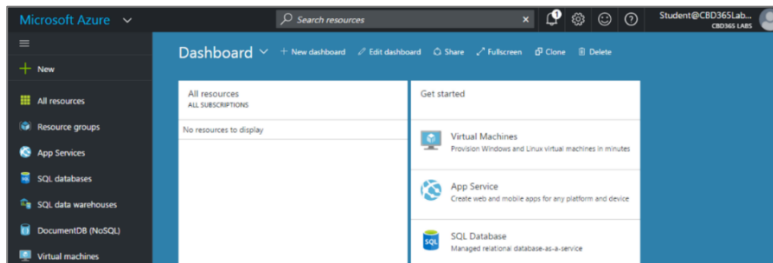 Microsoft Azure
Search resources
1
Student@CBD365Lab...
CBD365 LABS
Dashboard
+ New dashboard
Edit dashboard
Share
Fullscreen
Clone
Delete
New
All resources
Resource groups
App Services
SQL databases
SQL data warehouses
DocumentDB (NoSQL)
Virtual machines
All resources
ALL SUBSCRIPTIONS
No resources to display
Get started
Virtual Machines
Provision Windows and Linux virtual machines in minutes
App Service
Create web and mobile apps for any platform and device
SQL
SQL Database
Managed relational database-as-a-service